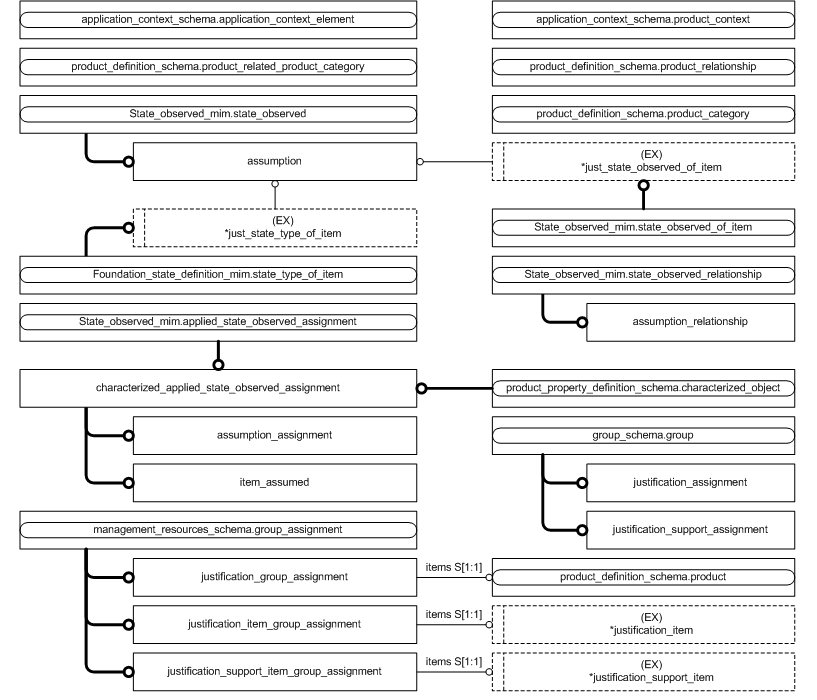 application_context_schema.application_context_element
application_context_schema.product_context
product_definition_schema.product_related_product_category
product_definition_schema.product_relationship
State_observed_mim.state_observed
product_definition_schema.product_category
assumption
(EX)
*just_state_observed_of_item
(EX)
*just_state_type_of_item
State_observed_mim.state_observed_of_item
Foundation_state_definition_mim.state_type_of_item
State_observed_mim.state_observed_relationship
State_observed_mim.applied_state_observed_assignment
assumption_relationship
characterized_applied_state_observed_assignment
product_property_definition_schema.characterized_object
assumption_assignment
group_schema.group
item_assumed
justification_assignment
management_resources_schema.group_assignment
justification_support_assignment
justification_group_assignment
items S[1:1]
product_definition_schema.product
justification_item_group_assignment
items S[1:1]
(EX)
*justification_item
justification_support_item_group_assignment
items S[1:1]
(EX)
*justification_support_item